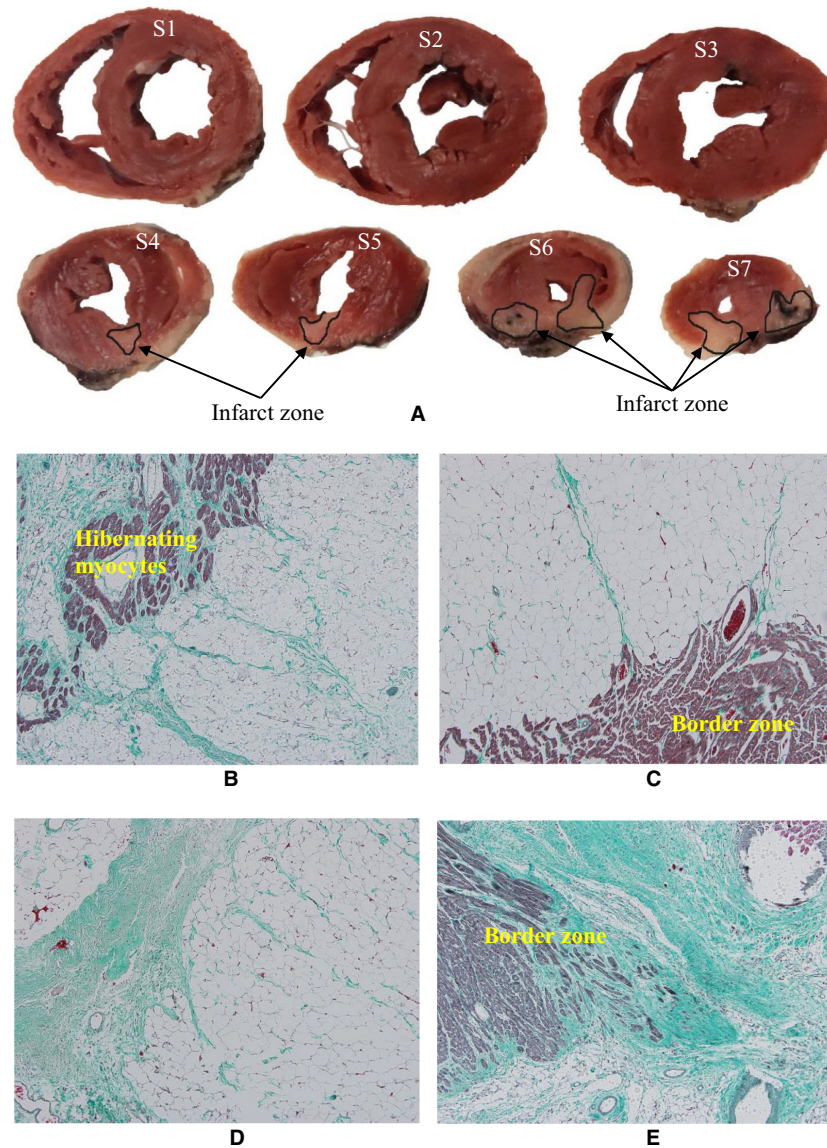 S1
S2
S3
S4
S5
S6
S7
Infarct zone
Infarct zone
A
Hibernating
myocytes
Border zone
B
C
Border zone
D
E